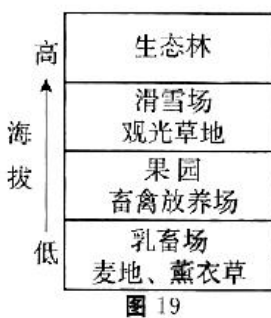 高
海
拔
低
生态林
滑雪场
观光草地
果园
畜禽放养场
乳畜场
麦地、薰衣草
图 19